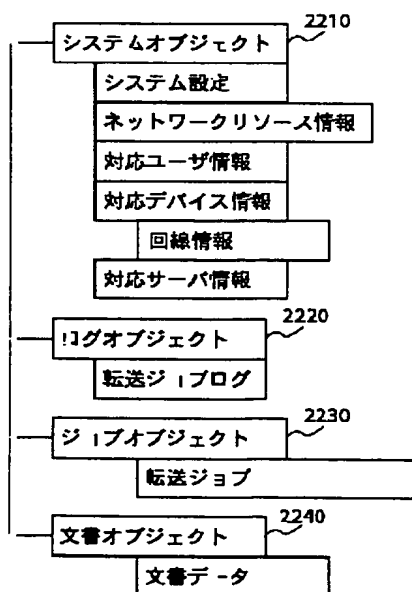 2210
システムオブジェクト
システム設定
ネットワークリソース情報
対応ユーザ情報
対応デバイス情報
回線情報
対応サーバ情報
2220
ログオブジェクト
転送ジョブログ
2230
ジョブオブジェクト
転送ジョブ
2240
文書オブジェクト
文書データ